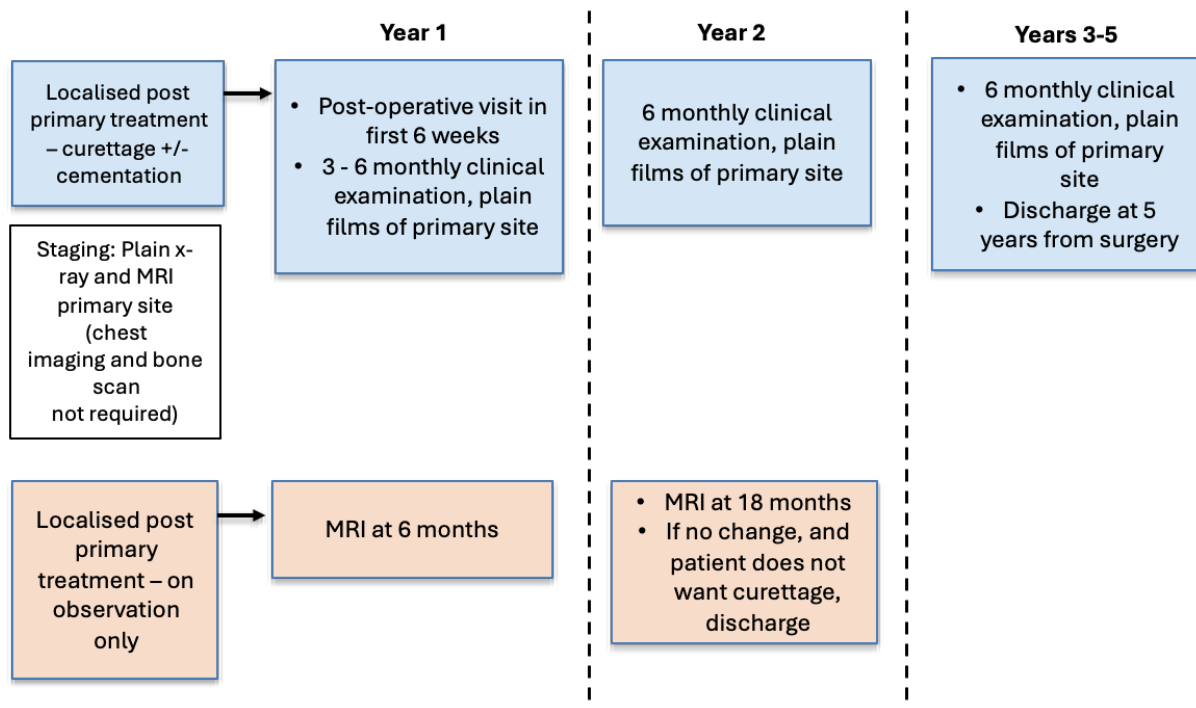 Year 1
Year 2
Years 3-5
Localised post
primary treatment
– curettage +/-
cementation
• Post-operative visit in
first 6 weeks
• 3 - 6 monthly clinical
examination, plain
films of primary site
6 monthly clinical
examination, plain
films of primary site
• 6 monthly clinical
examination, plain
films of primary
site
• Discharge at 5
years from surgery
Staging: Plain x-
ray and MRI
primary site
(chest
imaging and bone
scan
not required)
Localised post
primary
treatment – on
observation
only
MRI at 6 months
• MRI at 18 months
• If no change, and
patient does not
want curettage,
discharge